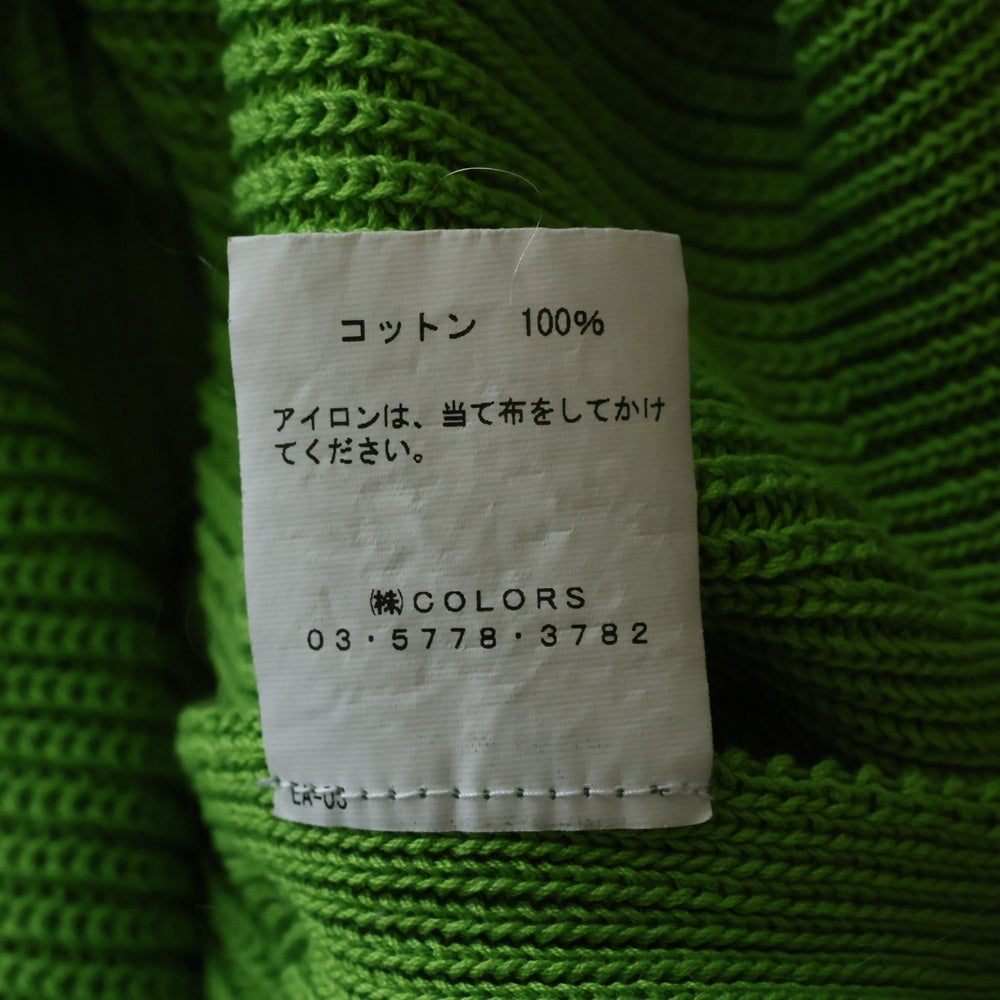 コットン 100%
アイロンは、当て布をしてかけ
てください。
㈱COLORS
03・5778・3782